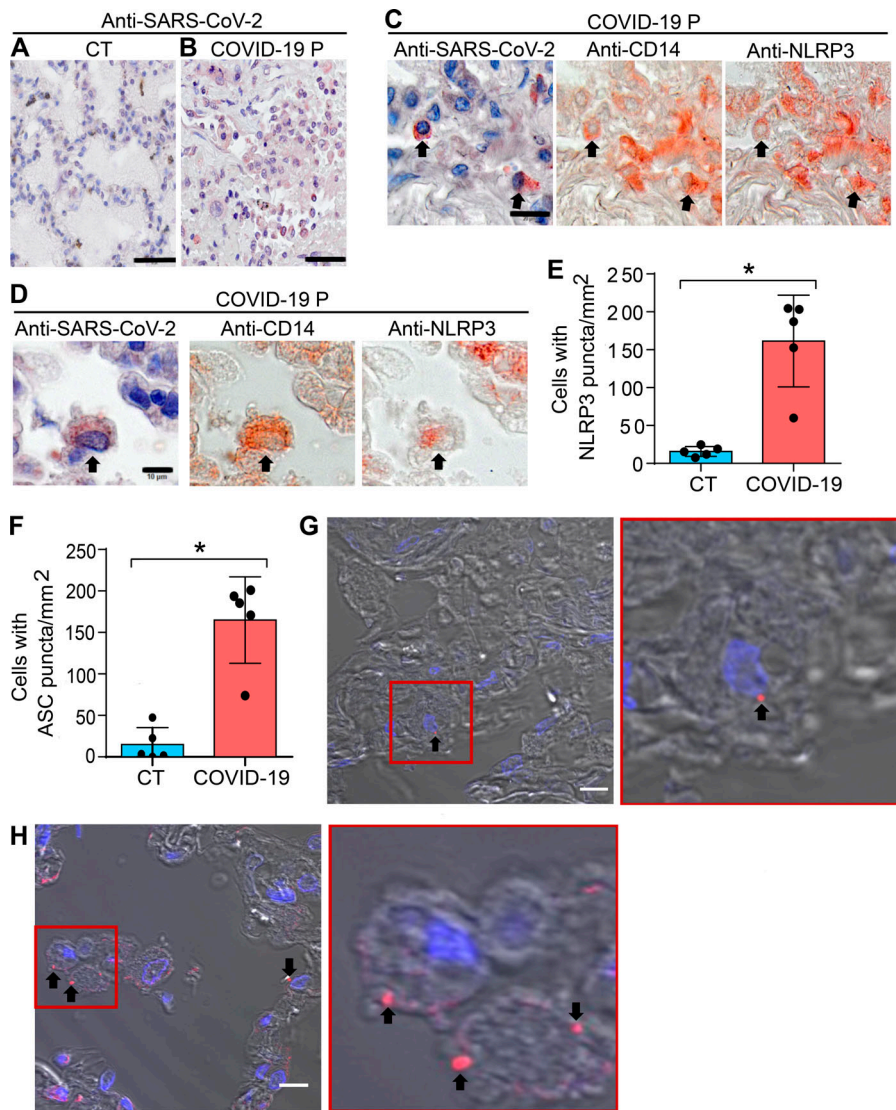 Anti-SARS-CoV-2
A CT
B COVID-19 P
C COVID-19 P
Anti-SARS-CoV-2 Anti-CD14 Anti-NLRP3
D COVID-19 P
Anti-SARS-CoV-2 Anti-CD14 Anti-NLRP3
10 µm
E
Cells with
NLRP3 puncta/mm²
250
200
150
100
50
0
*
CT COVID-19
F
Cells with
ASC puncta/mm²
250
200
150
100
50
0
*
CT COVID-19
G
H